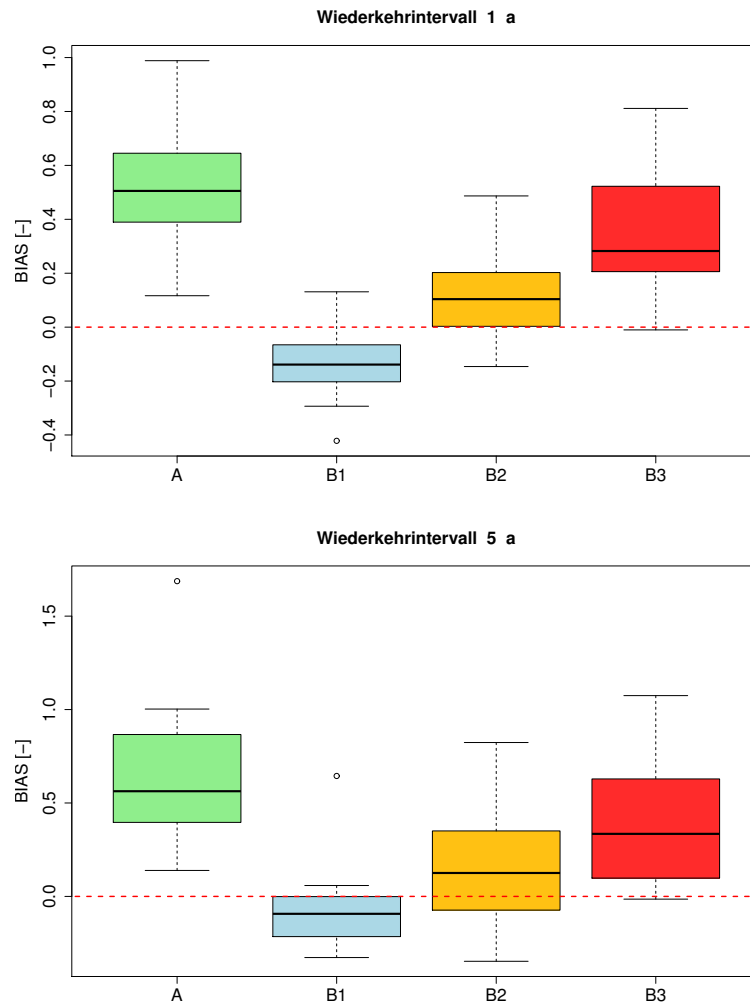 Wiederkehrintervall 1 a
1.0
0.8
0.6
0.4
0.2
0.0
−0.2
−0.4
BIAS [−]
A B1 B2 B3
Wiederkehrintervall 5 a
1.5
1.0
0.5
0.0
BIAS [−]
A B1 B2 B3